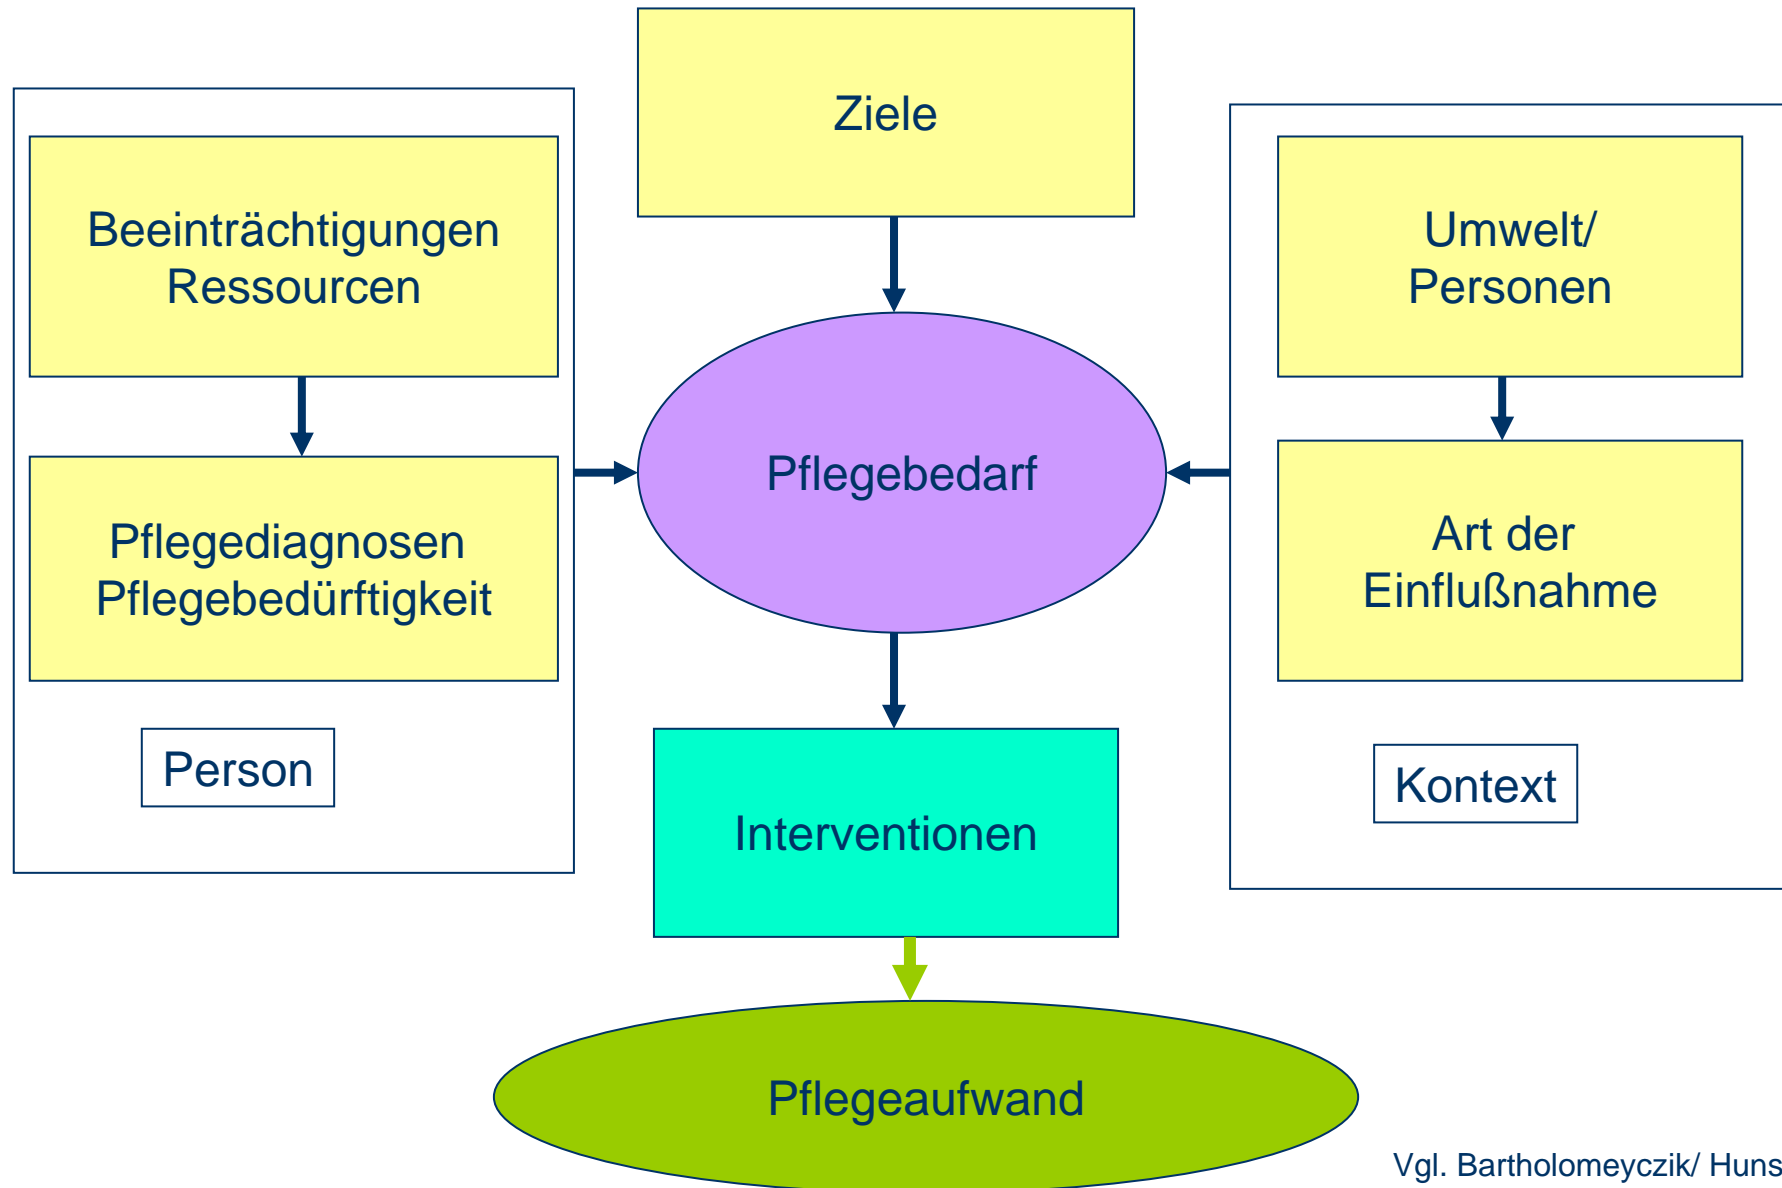 Ziele
Beeinträchtigungen
Ressourcen
Umwelt/
Personen
Pflegebedarf
Pflegediagnosen
Pflegebedürftigkeit
Art der
Einflußnahme
Person
Kontext
Interventionen
Pflegeaufwand
Vgl. Bartholomeyczik/ Huns